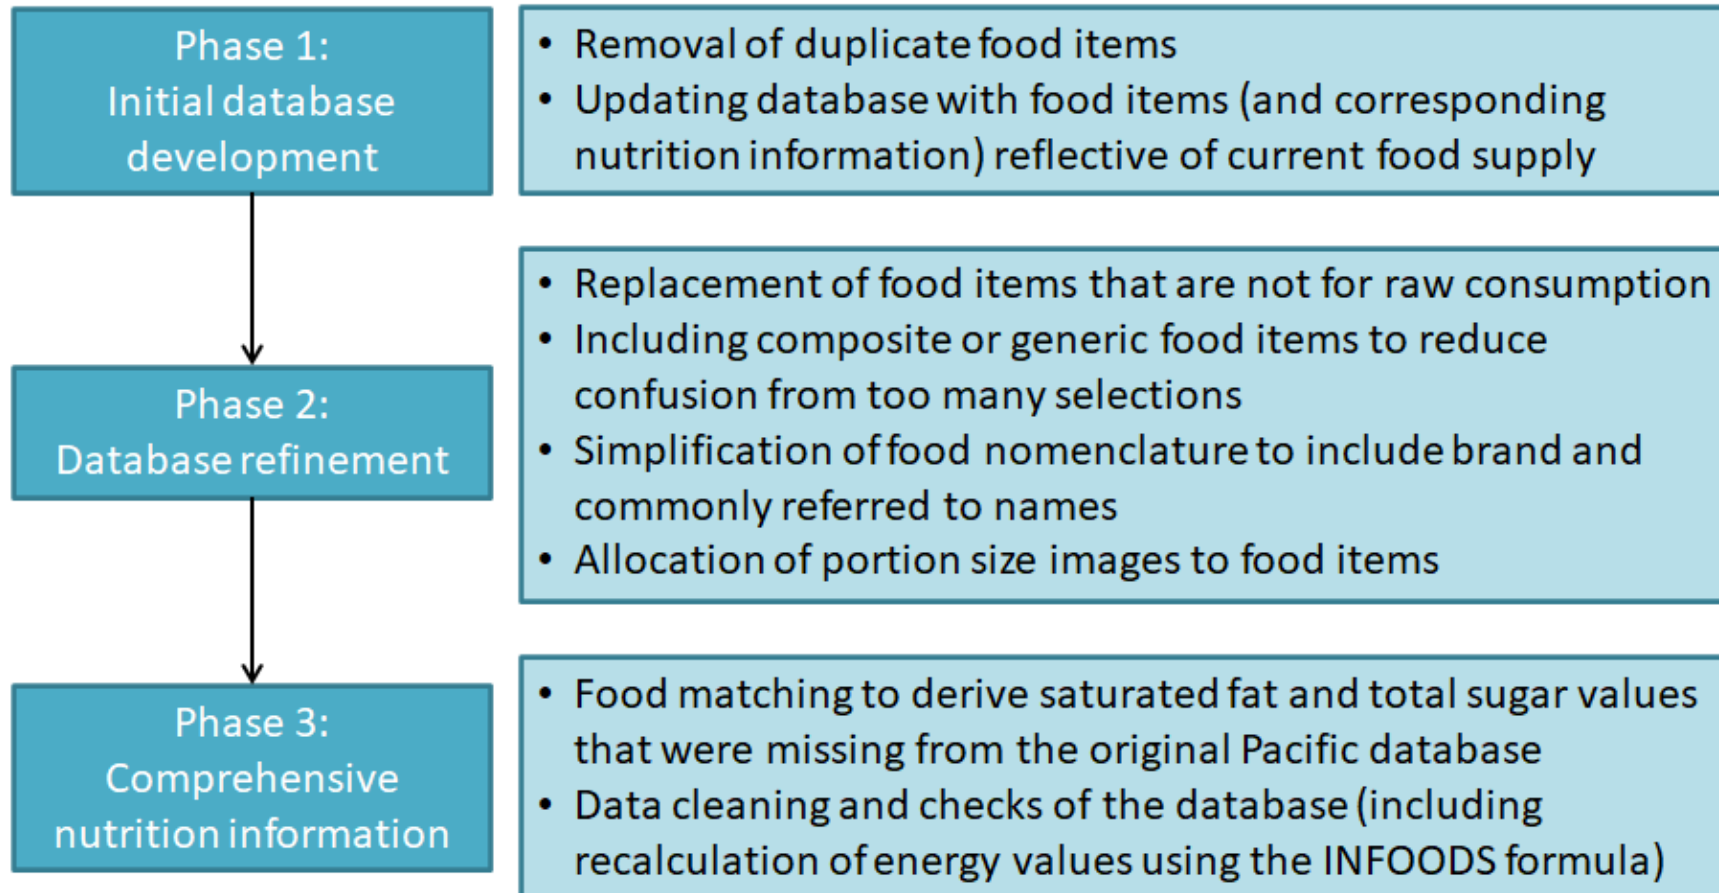 Phase 1:
Initial database
development
• Removal of duplicate food items
• Updating database with food items (and corresponding
nutrition information) reflective of current food supply
Phase 2:
Database refinement
• Replacement of food items that are not for raw consumption
• Including composite or generic food items to reduce
confusion from too many selections
• Simplification of food nomenclature to include brand and
commonly referred to names
• Allocation of portion size images to food items
Phase 3:
Comprehensive
nutrition information
• Food matching to derive saturated fat and total sugar values
that were missing from the original Pacific database
• Data cleaning and checks of the database (including
recalculation of energy values using the INFOODS formula)